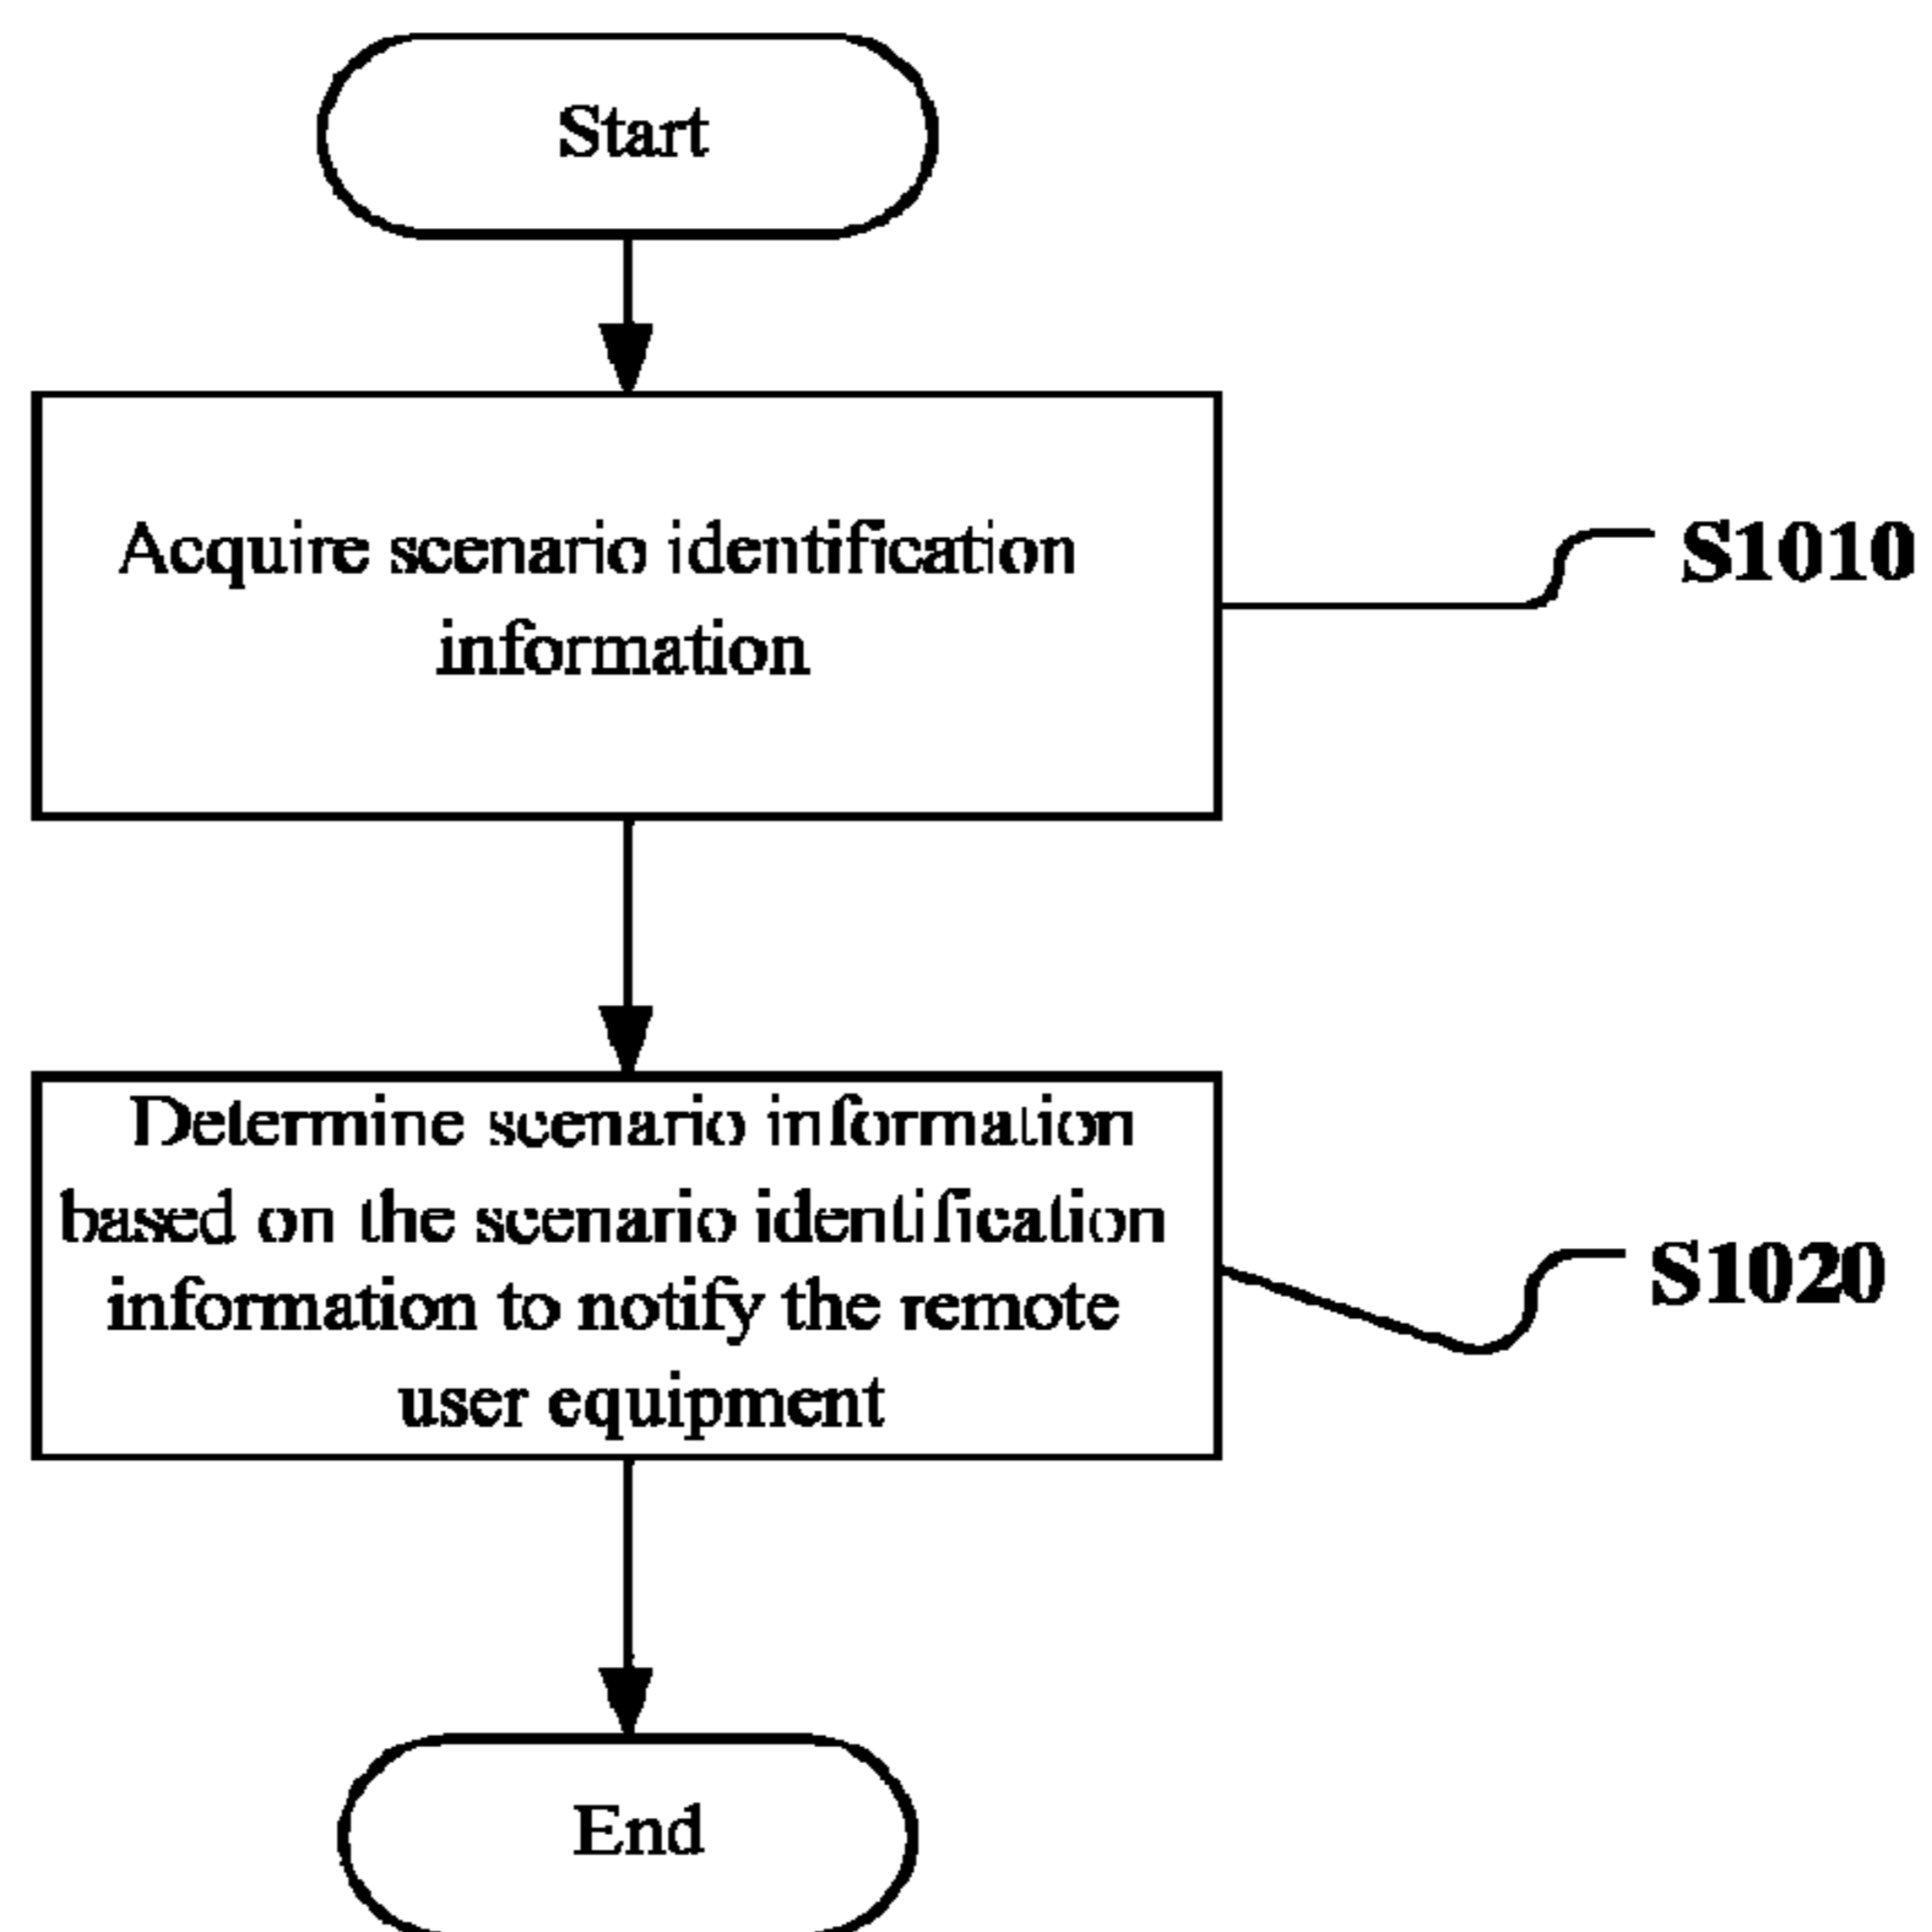 Start
Acquire scenario identification
information
S1010
Determine scenario information
based on the scenario identification
information to notify the remote
user equipment
S1020
End